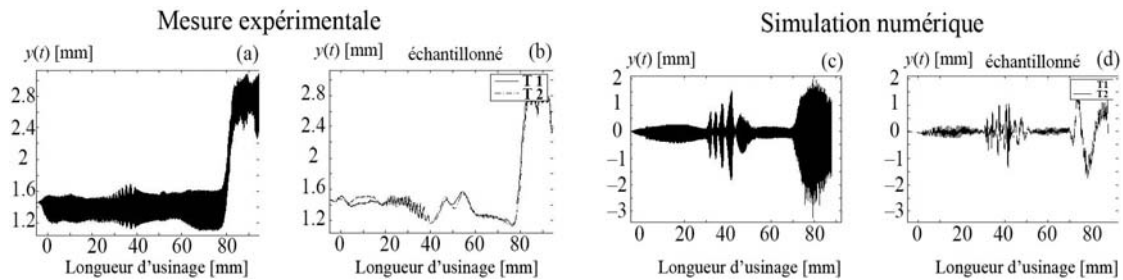 Mesure expérimentale
Simulation numérique
y(t) [mm]
(a)
2.8
2.4
2
1.6
1.2
0
20
40
60
80
Longueur d'usinage [mm]
y(t) [mm]
échantillonné
(b)
T 1
T 2
2.8
2.4
2
1.6
1.2
0
20
40
60
80
Longueur d'usinage [mm]
y(t) [mm]
(c)
2
1
0
−1
−2
−3
0
20
40
60
80
Longueur d'usinage [mm]
y(t) [mm]
échantillonné
(d)
T1
T2
2
1
0
−1
−2
−3
0
20
40
60
80
Longueur d'usinage [mm]